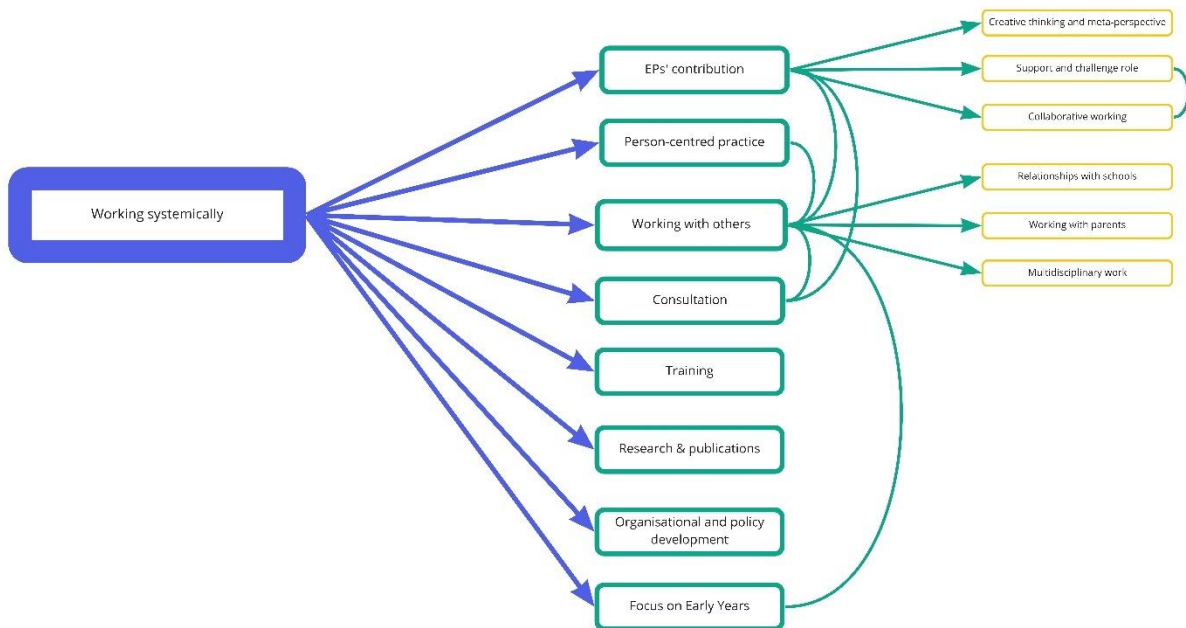 Creative thinking and meta-perspective
EPs' contribution
Support and challenge role
Collaborative working
Person-centred practice
Relationships with schools
Working systemically
Working with others
Working with parents
Multidisciplinary work
Consultation
Training
Research & publications
Organisational and policy
development
Focus on Early Years